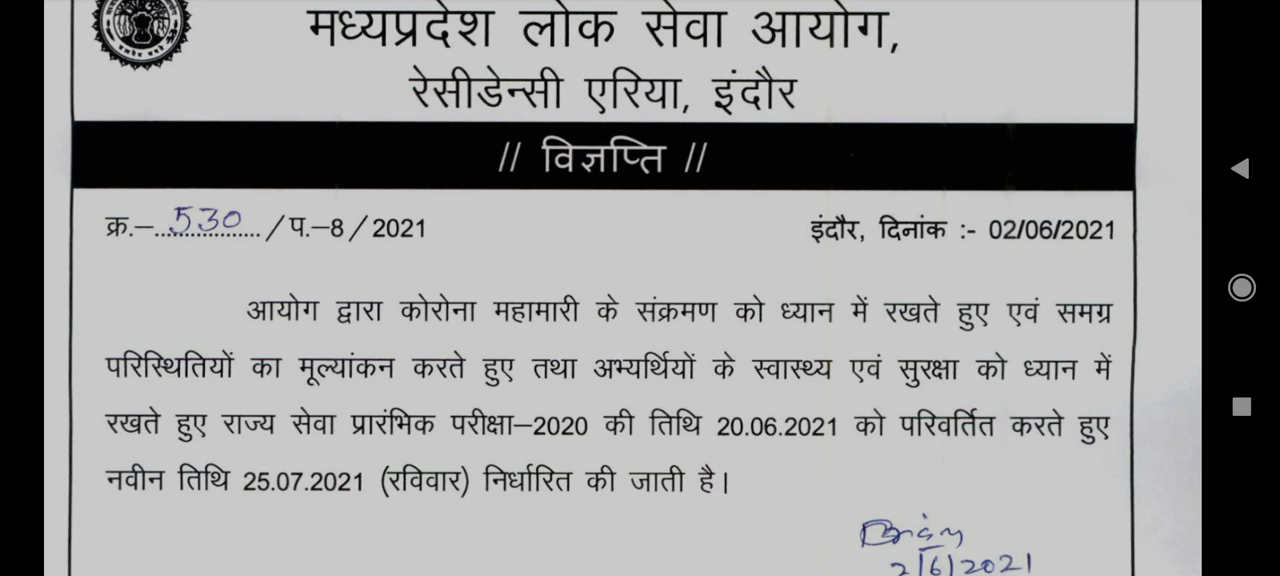 मध्यप्रदेश लोक सेवा आयोग,
रेसीडेन्सी एरिया, इंदौर
// विज्ञप्ति //
क्र.–...530.../प.–8/2021 इंदौर, दिनांक :- 02/06/2021
आयोग द्वारा कोरोना महामारी के संक्रमण को ध्यान में रखते हुए एवं समग्र
परिस्थितियों का मूल्यांकन करते हुए तथा अभ्यर्थियों के स्वास्थ्य एवं सुरक्षा को ध्यान में
रखते हुए राज्य सेवा प्रारंभिक परीक्षा–2020 की तिथि 20.06.2021 को परिवर्तित करते हुए
नवीन तिथि 25.07.2021 (रविवार) निर्धारित की जाती है।
2/6/2021